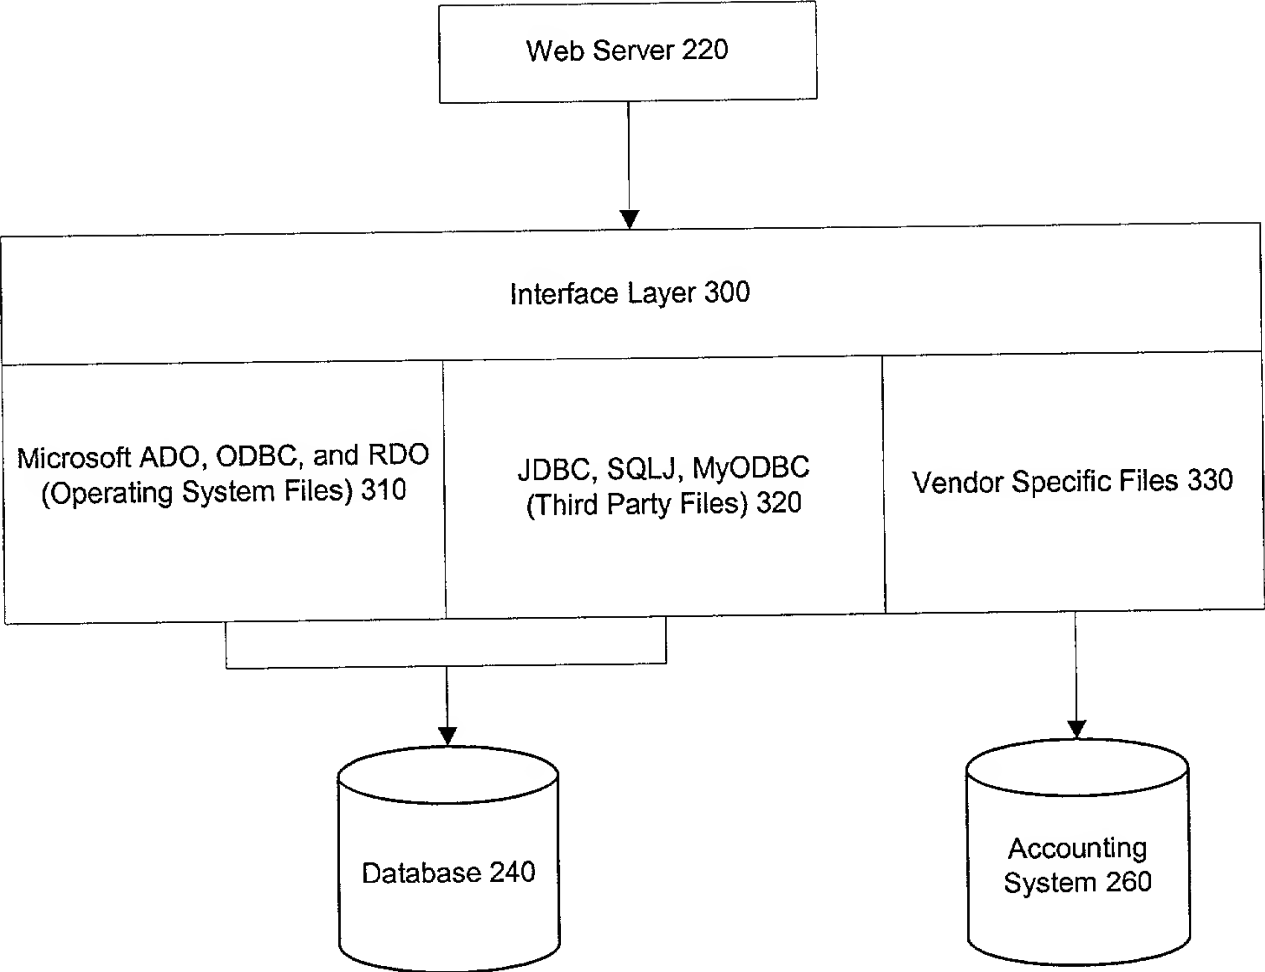 Web Server 220
Interface Layer 300
Microsoft ADO, ODBC, and RDO
(Operating System Files) 310
JDBC, SQLJ, MyODBC
(Third Party Files) 320
Vendor Specific Files 330
Database 240
Accounting
System 260